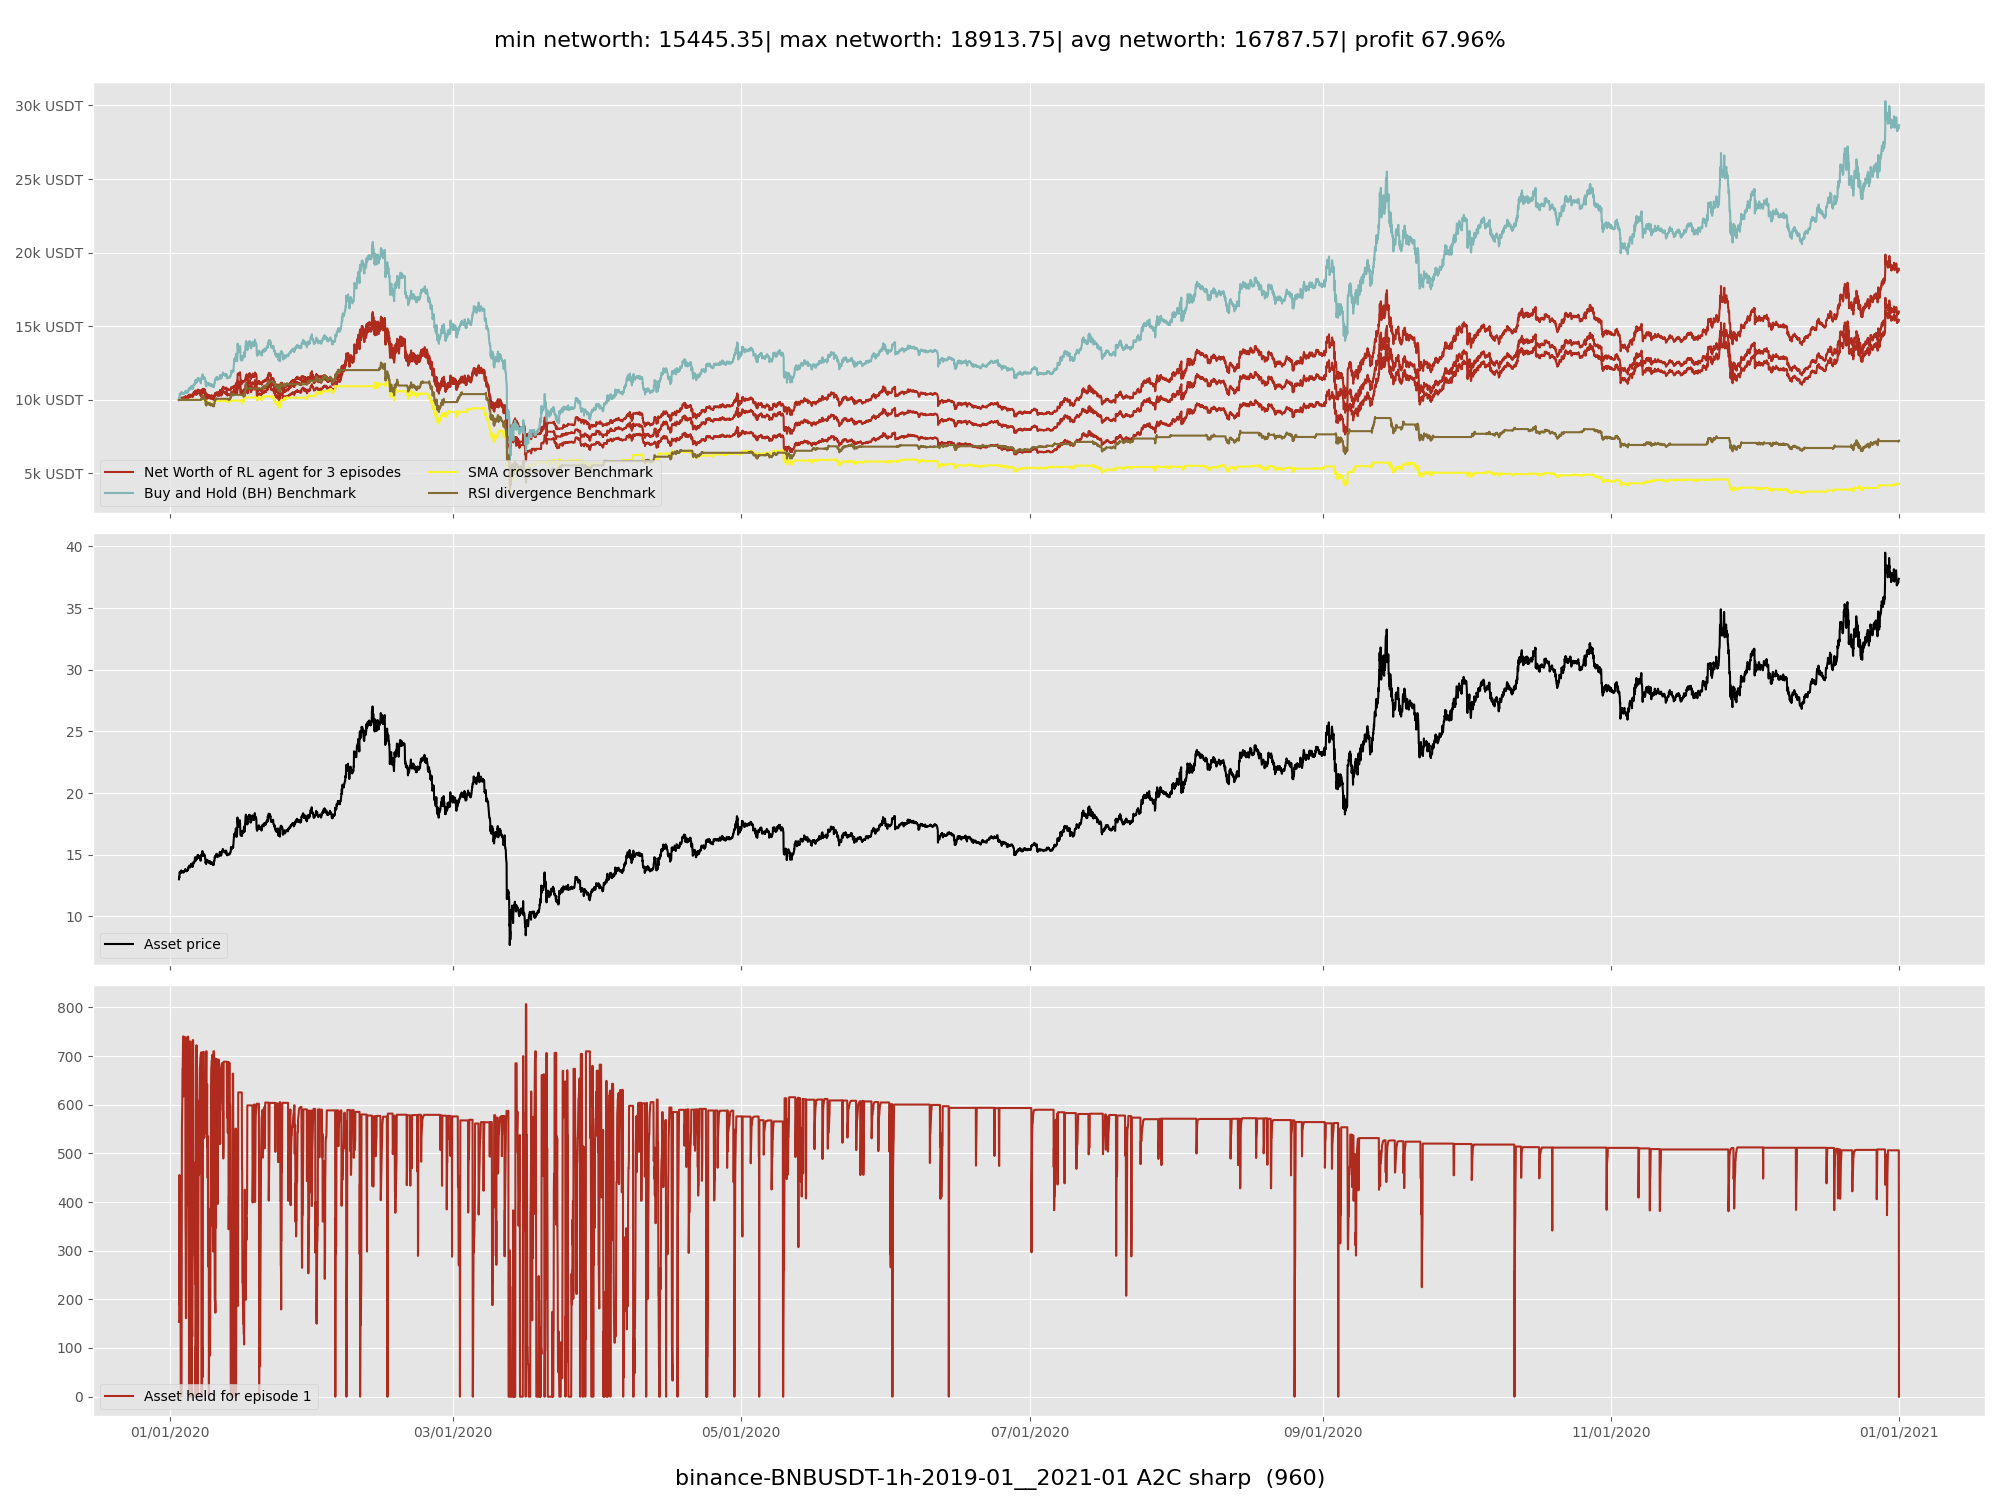 min networth: 15445.35| max networth: 18913.75| avg networth: 16787.57| profit 67.96%
30k USDT
25k USDT
20k USDT
15k USDT
10k USDT
5k USDT
Net Worth of RL agent for 3 episodes
Buy and Hold (BH) Benchmark
SMA crossover Benchmark
RSI divergence Benchmark
40
35
30
25
20
15
10
Asset price
800
700
600
500
400
300
200
100
0
Asset held for episode 1
01/01/2020 03/01/2020 05/01/2020 07/01/2020 09/01/2020 11/01/2020 01/01/2021
binance-BNBUSDT-1h-2019-01__2021-01 A2C sharp (960)